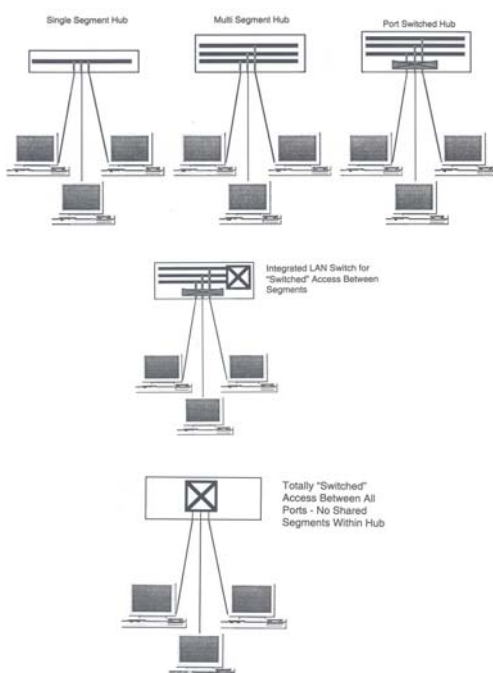 Single Segment Hub
Multi Segment Hub
Port Switched Hub
Integrated LAN Switch for
"Switched" Access Between
Segments
Totally "Switched"
Access Between All
Ports - No Shared
Segments Within Hub